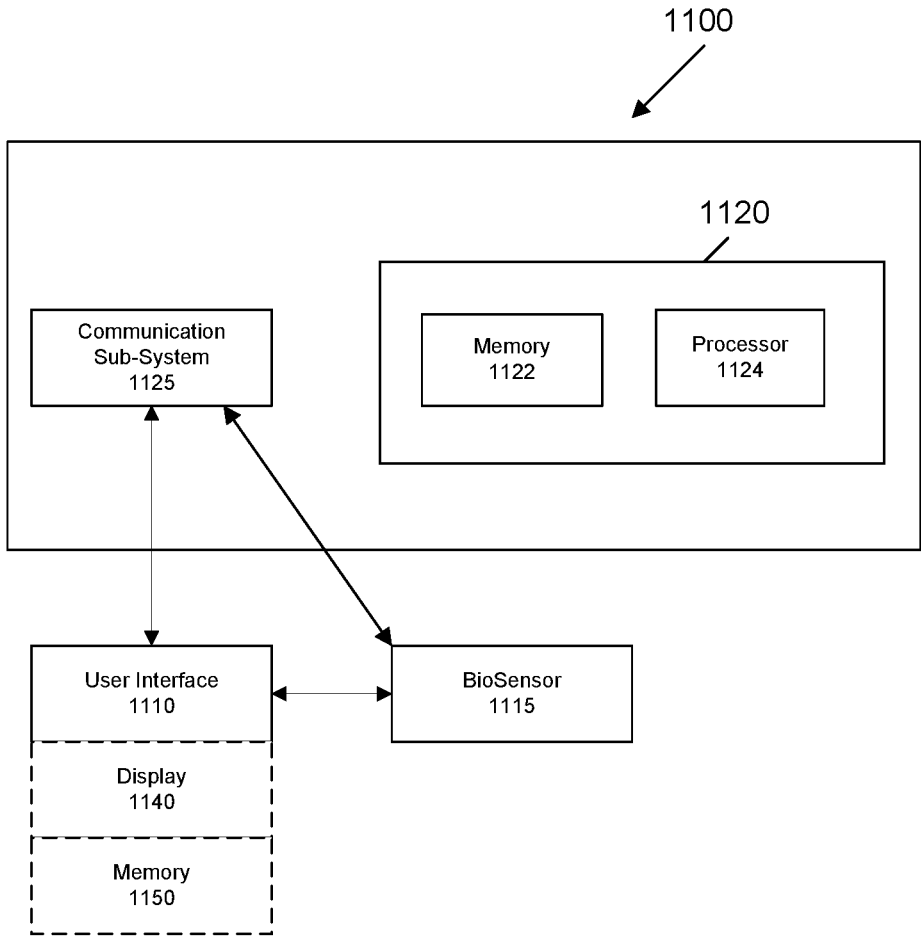 1100
1120
Communication
Sub-System
1125
Memory
1122
Processor
1124
User Interface
1110
BioSensor
1115
Display
1140
Memory
1150